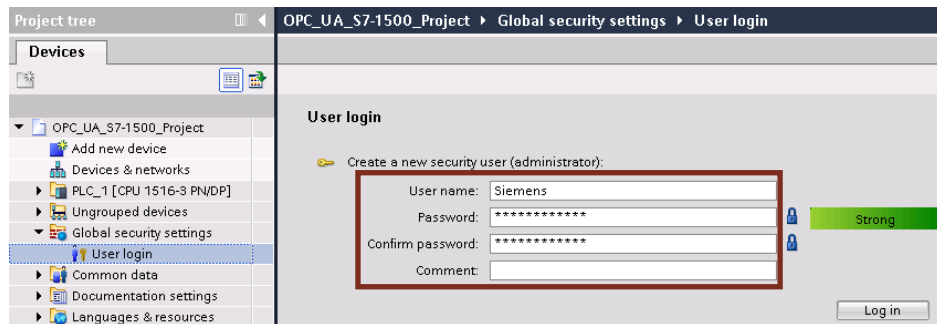 Project tree
OPC_UA_S7-1500_Project ▸ Global security settings ▸ User login
Devices
OPC_UA_S7-1500_Project
Add new device
Devices & networks
PLC_1 [CPU 1516-3 PN/DP]
Ungrouped devices
Global security settings
User login
Common data
Documentation settings
Languages & resources
User login
Create a new security user (administrator):
User name: Siemens
Password: ************
Strong
Confirm password: ************
Comment:
Log in